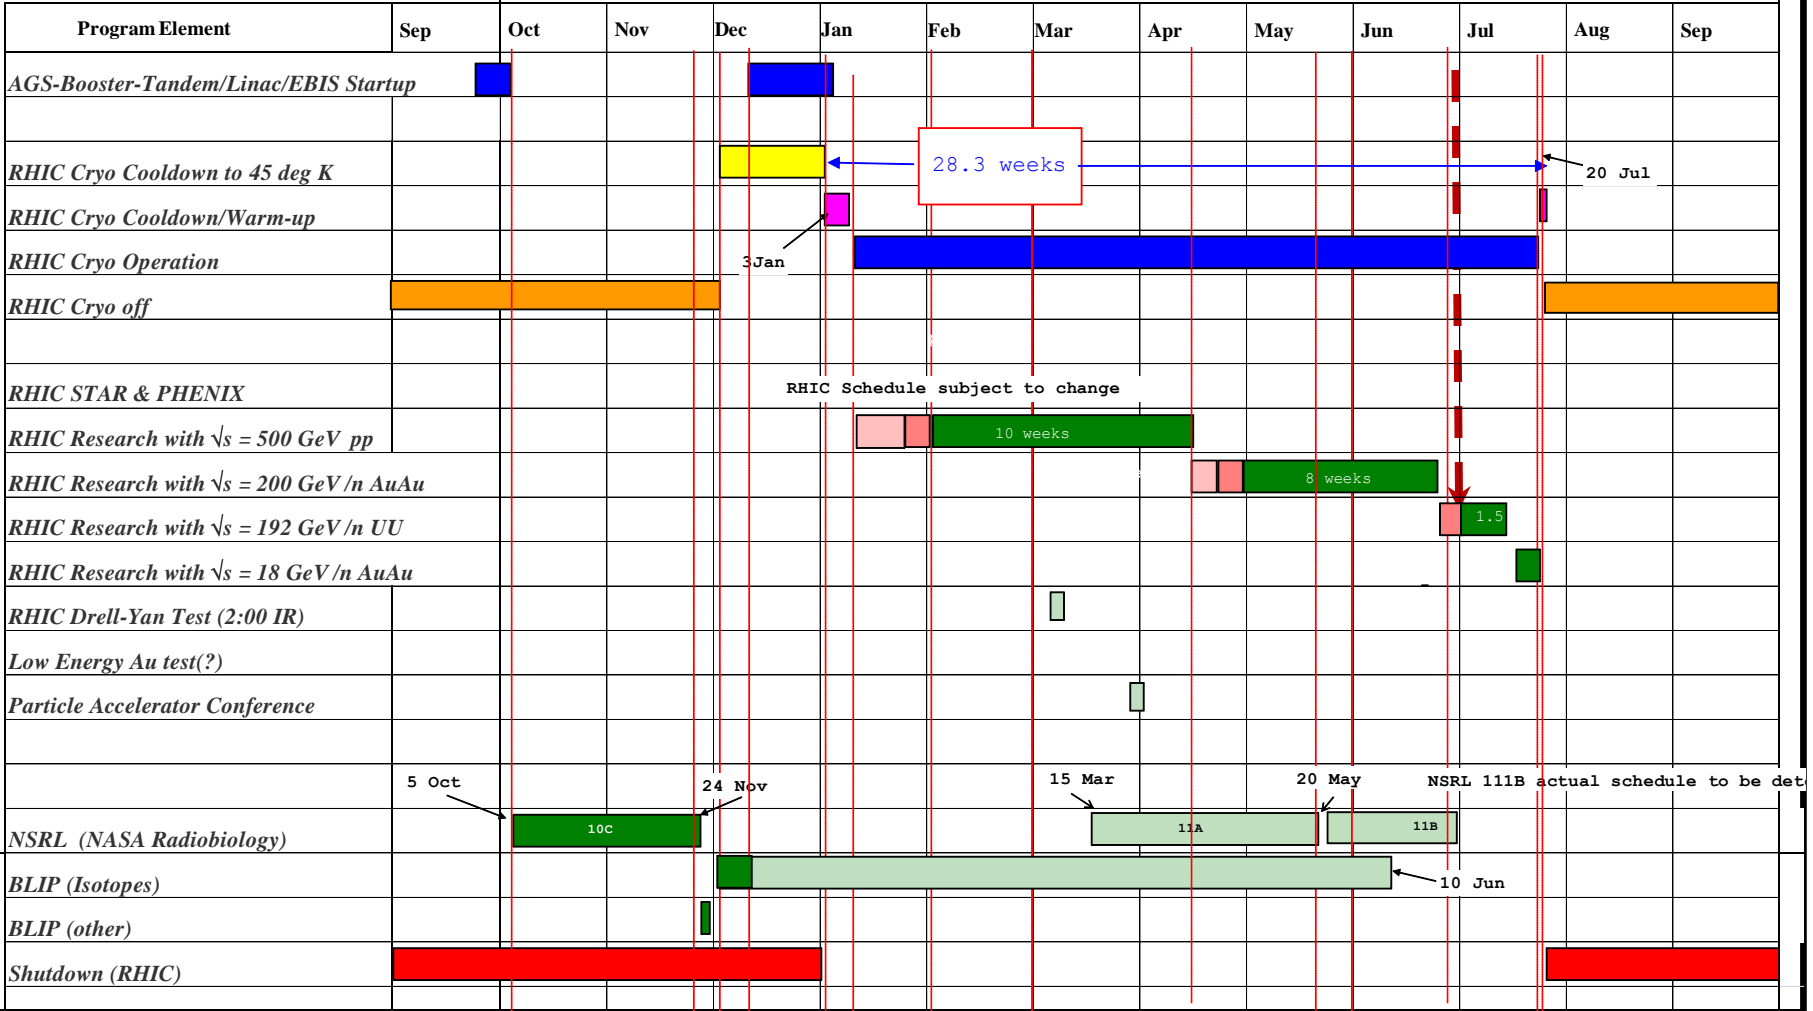 Program Element Sep Oct Nov Dec Jan Feb Mar Apr May Jun Jul Aug Sep
AGS-Booster-Tandem/Linac/EBIS Startup
RHIC Cryo Cooldown to 45 deg K
28.3 weeks
20 Jul
RHIC Cryo Cooldown/Warm-up
3Jan
RHIC Cryo Operation
RHIC Cryo off
RHIC STAR & PHENIX
RHIC Schedule subject to change
RHIC Research with √s = 500 GeV pp
10 weeks
RHIC Research with √s = 200 GeV/n AuAu
8 weeks
RHIC Research with √s = 192 GeV/n UU
1.5
RHIC Research with √s = 18 GeV/n AuAu
RHIC Drell-Yan Test (2:00 IR)
Low Energy Au test(?)
Particle Accelerator Conference
5 Oct
24 Nov
15 Mar
20 May
NSRL 111B actual schedule to be dete
NSRL (NASA Radiobiology)
10C
11A
11B
BLIP (Isotopes)
10 Jun
BLIP (other)
Shutdown (RHIC)